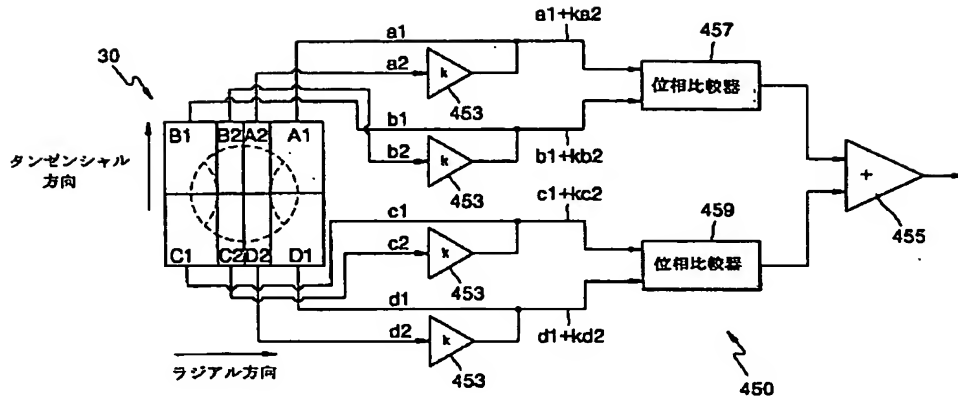 a1+ka2
457
30
a1
a2
k
453
位相比較器
B1 B2 A2 A1
b1
b2
k
453
b1+kb2
タンゼンシャル
方向
+
455
c1+kc2
459
c1
c2
k
453
位相比較器
C1 C2 D2 D1
d1
d2
k
453
d1+kd2
ラジアル方向
450